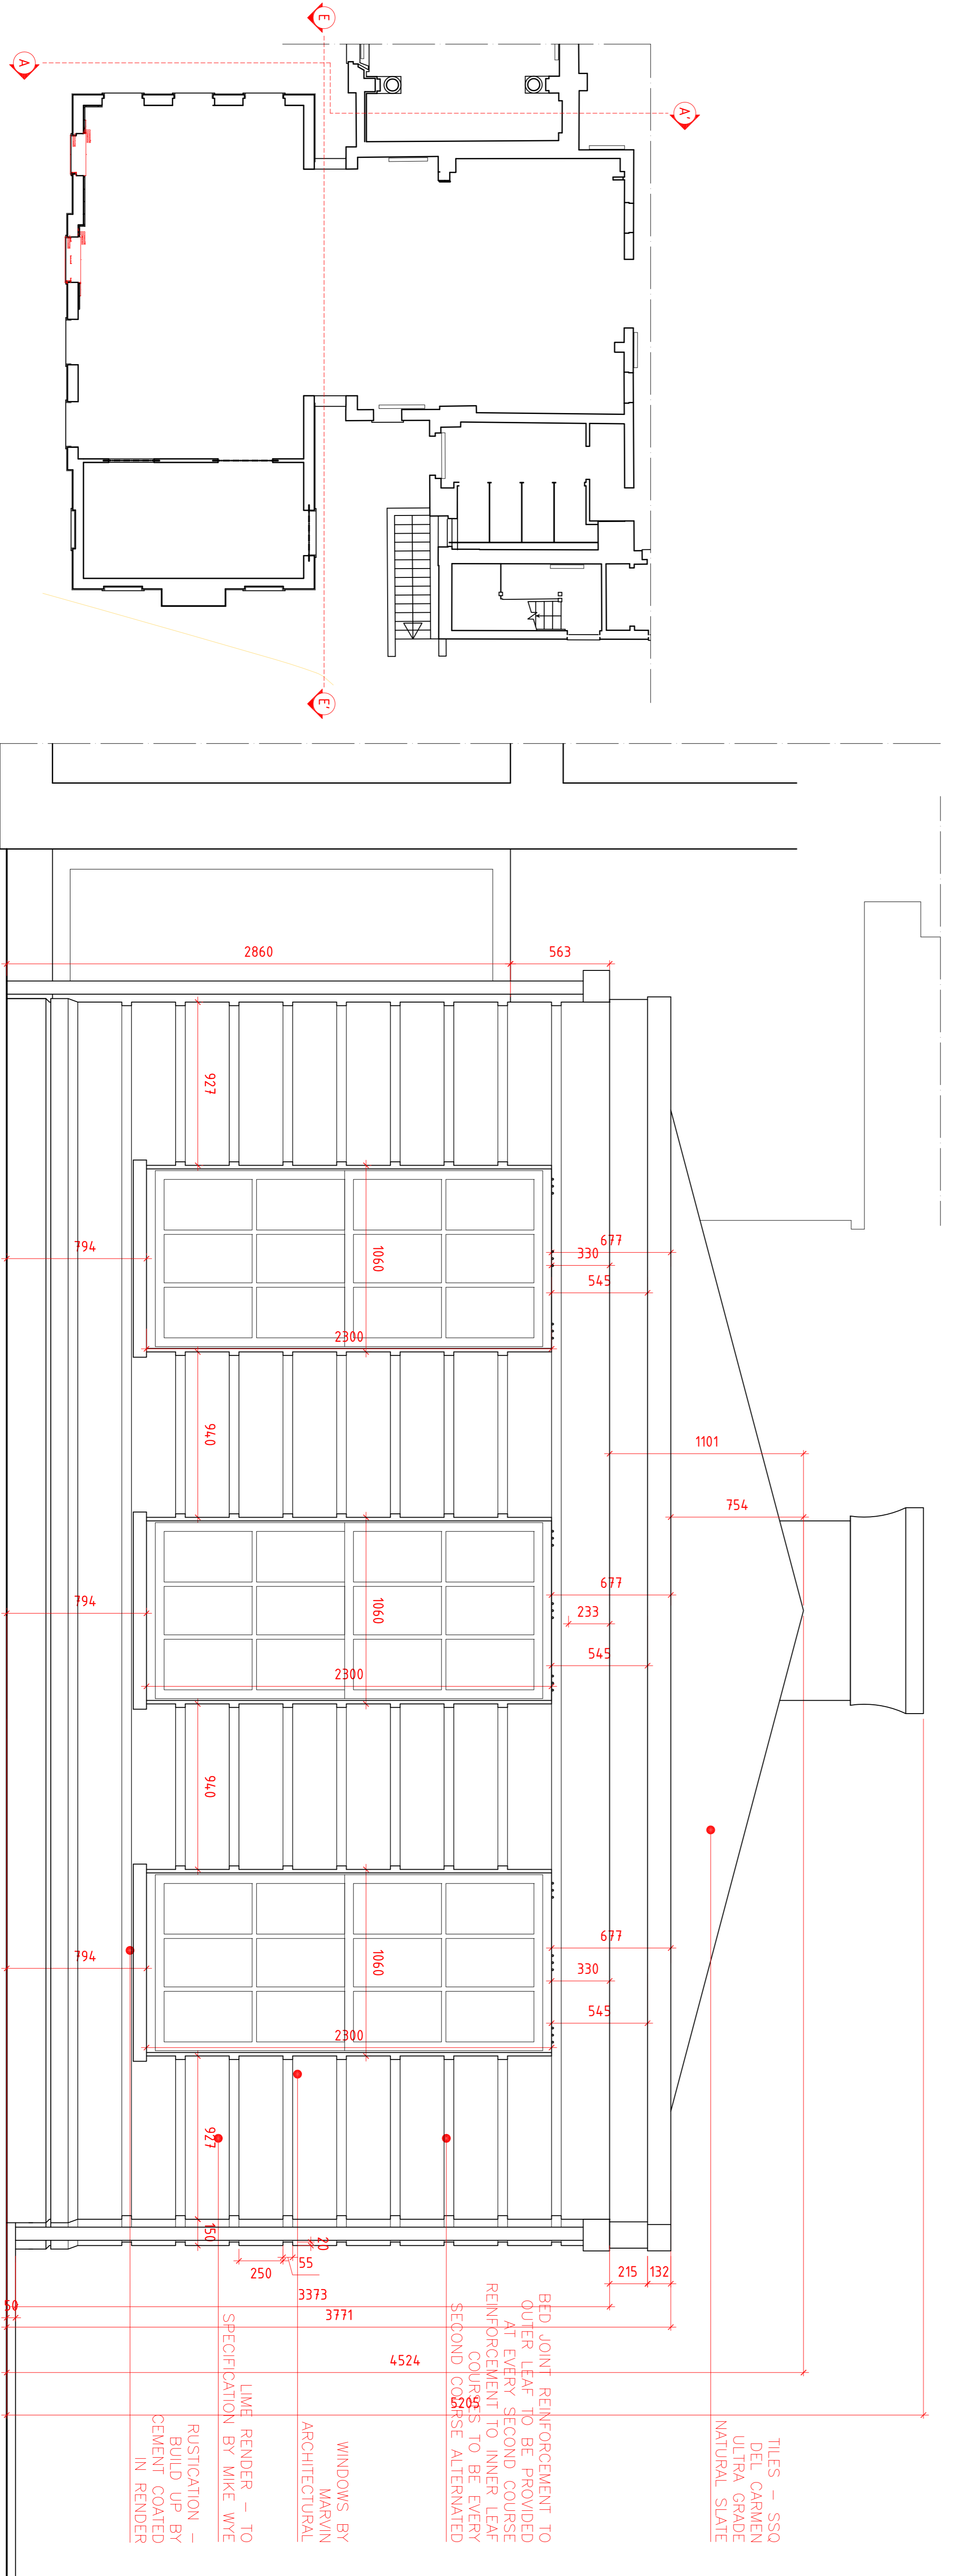 E
A
A'
E'
2860
563
927
794
1060
677
330
545
2300
940
1101
754
794
1060
677
233
545
2300
940
794
1060
677
330
545
2300
927
150
20
55
250
215
132
3373
50
3771
4524
5205
TILES – SSQ
DEL CARMEN
ULTRA GRADE
NATURAL SLATE
BED JOINT REINFORCEMENT TO
OUTER LEAF TO BE PROVIDED
AT EVERY SECOND COURSE
REINFORCEMENT TO INNER LEAF
COURSES TO BE EVERY
SECOND COURSE ALTERNATED
WINDOWS BY
MARVIN
ARCHITECTURAL
LIME RENDER – TO
SPECIFICATION BY MIKE WYE
RUSTICATION –
BUILD UP BY
CEMENT COATED
IN RENDER